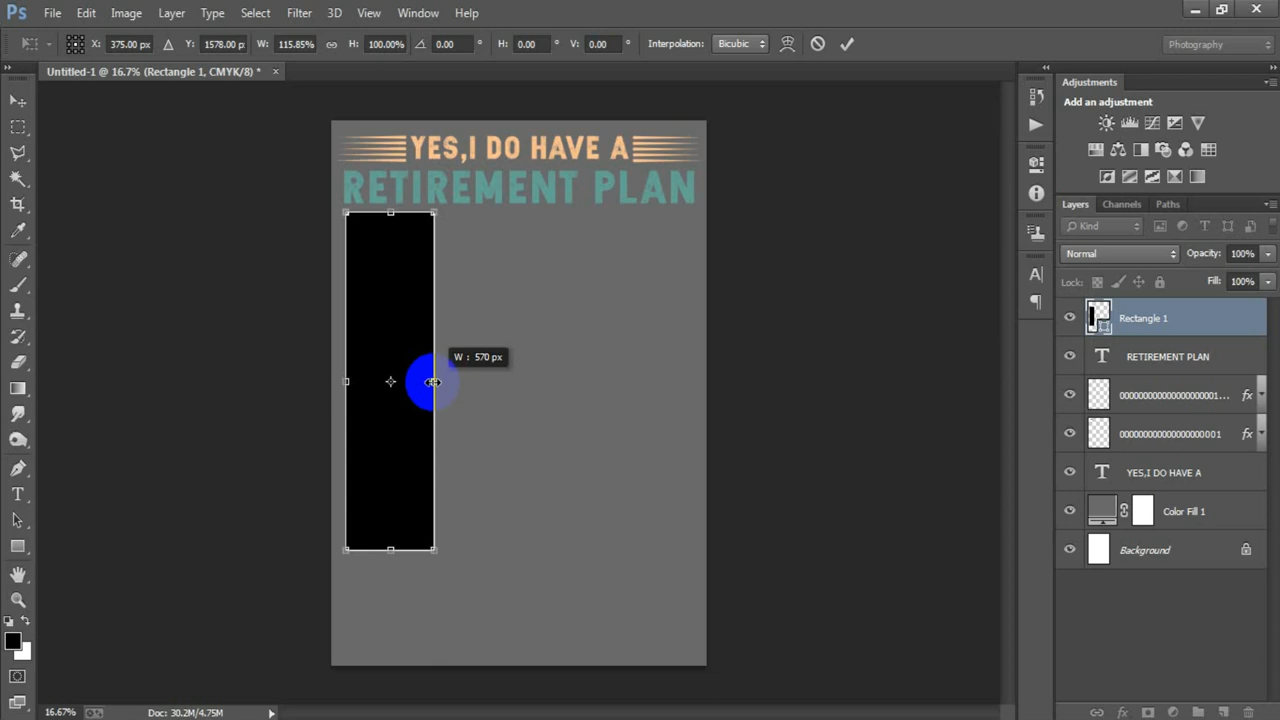 Ps File Edit Image Layer Type Select Filter 3D View Window Help
X: 375.00 px Y: 1578.00 p: W: 115.85% H: 100.00% 0.00 ° H: 0.00 ° V: 0.00 ° Interpolation: Bicubic Photography
Untitled-1 @ 16.7% (Rectangle 1, CMYK/8) * ×
Adjustments
Add an adjustment
YES,I DO HAVE A
RETIREMENT PLAN
W : 570 px
Layers Channels Paths
Kind
Normal Opacity: 100%
Lock: Fill: 100%
Rectangle 1
RETIREMENT PLAN
0000000000000000001... fx
0000000000000000001 fx
YES,I DO HAVE A
Color Fill 1
Background
16.67% Doc: 30.2M/4.75M